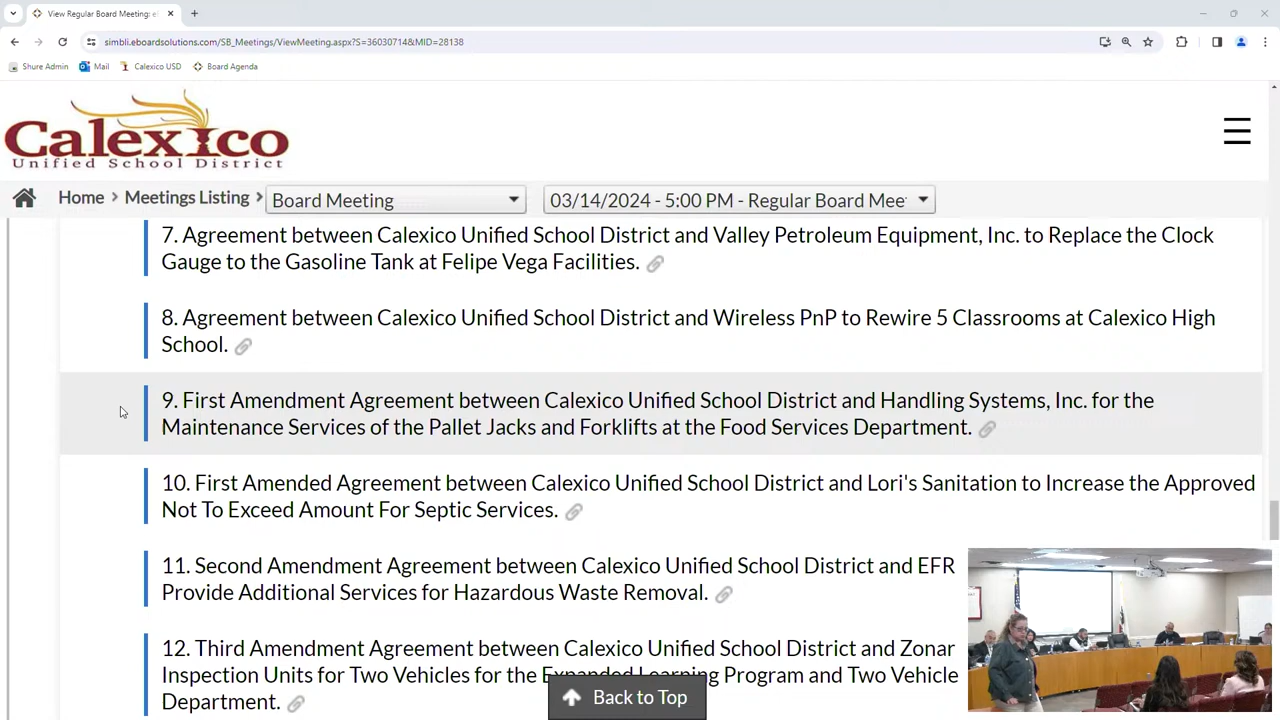 View Regular Board Meeting: e
simbli.eboardsolutions.com/SB_Meetings/ViewMeeting.aspx?S=36030714&MID=28138
Shure Admin Mail Calexico USD Board Agenda
Calexico
Unified School District
Home > Meetings Listing > Board Meeting 03/14/2024 - 5:00 PM - Regular Board Mee
7. Agreement between Calexico Unified School District and Valley Petroleum Equipment, Inc. to Replace the Clock
Gauge to the Gasoline Tank at Felipe Vega Facilities.
8. Agreement between Calexico Unified School District and Wireless PnP to Rewire 5 Classrooms at Calexico High
School.
9. First Amendment Agreement between Calexico Unified School District and Handling Systems, Inc. for the
Maintenance Services of the Pallet Jacks and Forklifts at the Food Services Department.
10. First Amended Agreement between Calexico Unified School District and Lori's Sanitation to Increase the Approved
Not To Exceed Amount For Septic Services.
11. Second Amendment Agreement between Calexico Unified School District and EFR
Provide Additional Services for Hazardous Waste Removal.
12. Third Amendment Agreement between Calexico Unified School District and Zonar
Inspection Units for Two Vehicles for the Expanded Learning Program and Two Vehicle
Department.
Back to Top